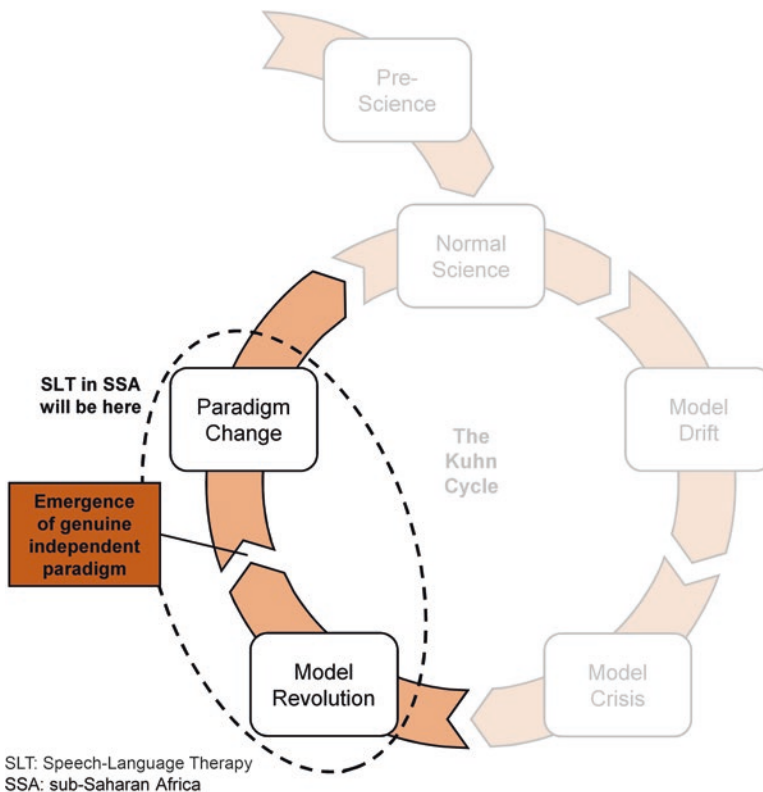 Pre-
Science
Normal
Science
SLT in SSA
will be here
Paradigm
Change
The
Kuhn
Cycle
Model
Drift
Emergence
of genuine
independent
paradigm
Model
Revolution
Model
Crisis
SLT: Speech-Language Therapy
SSA: sub-Saharan Africa